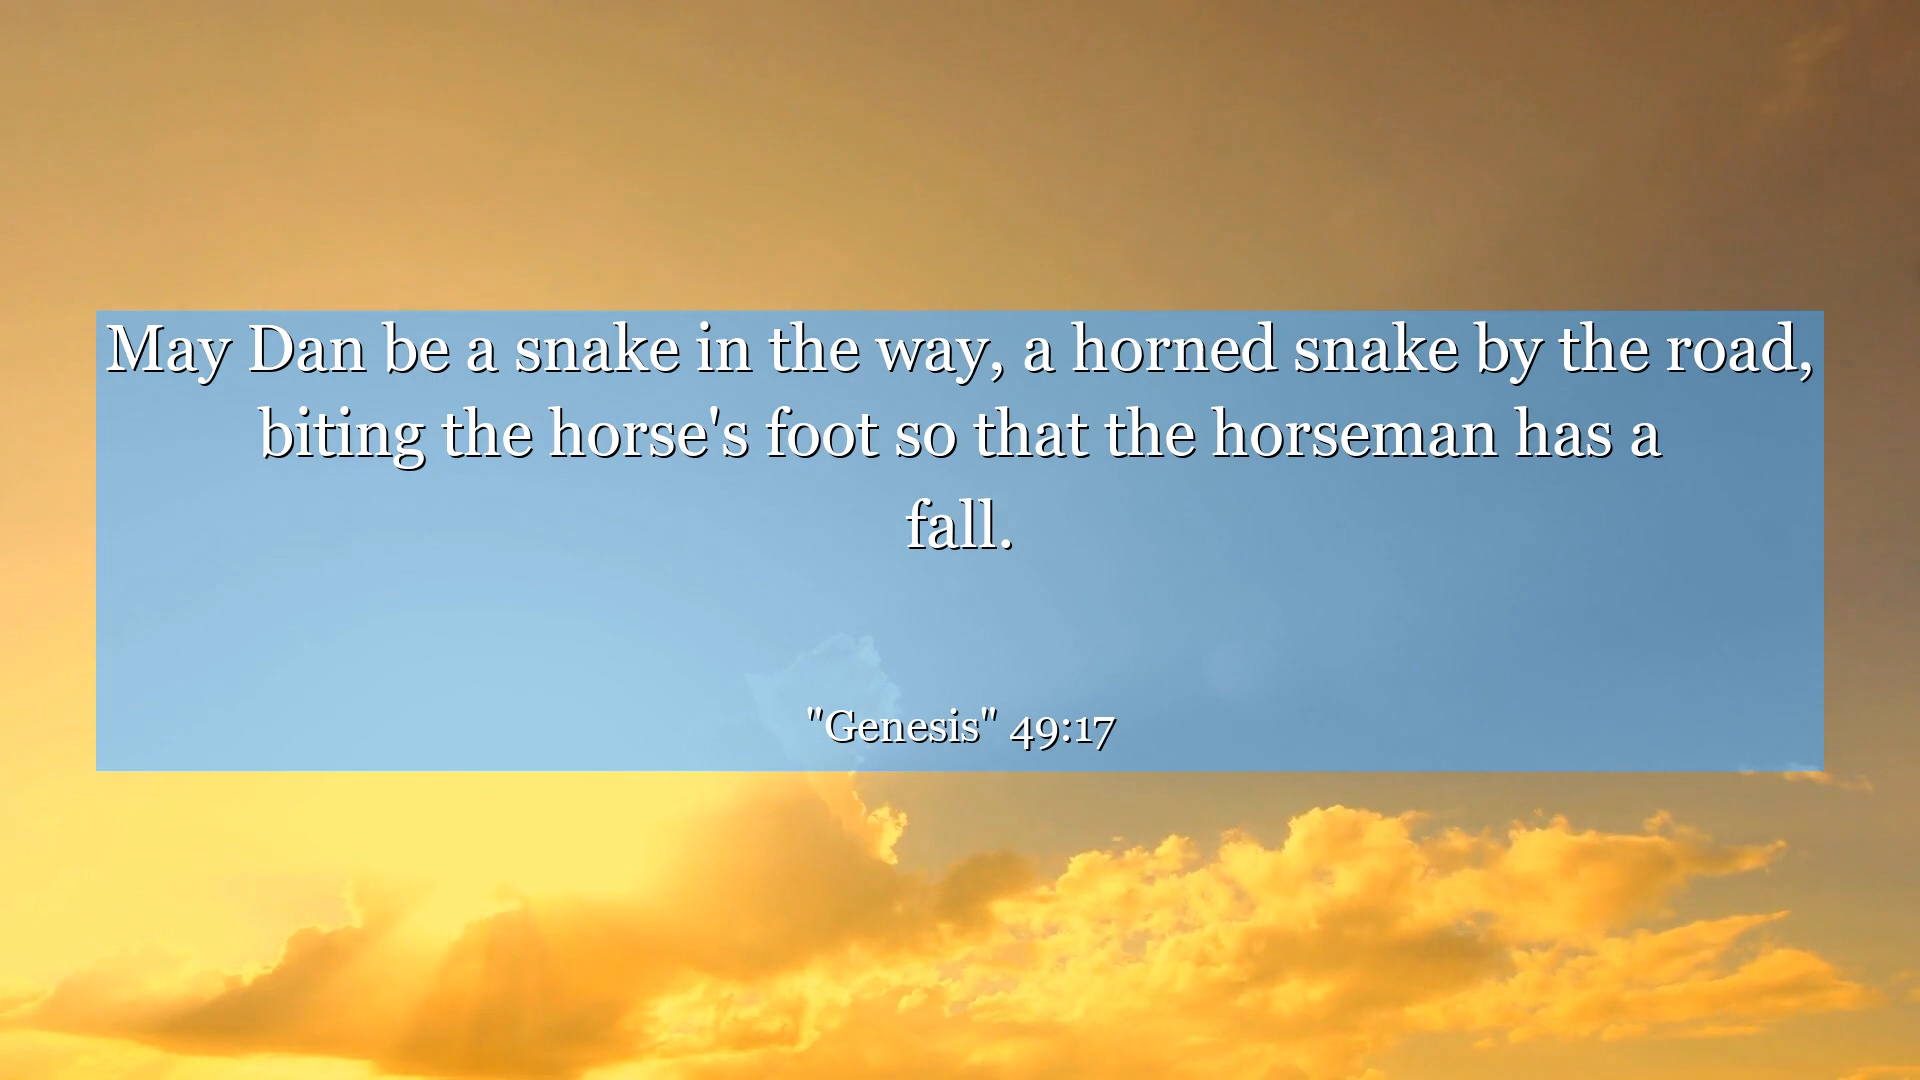 May Dan be a snake in the way, a horned snake by the road,
biting the horse's foot so that the horseman has a
fall.
"Genesis" 49:17